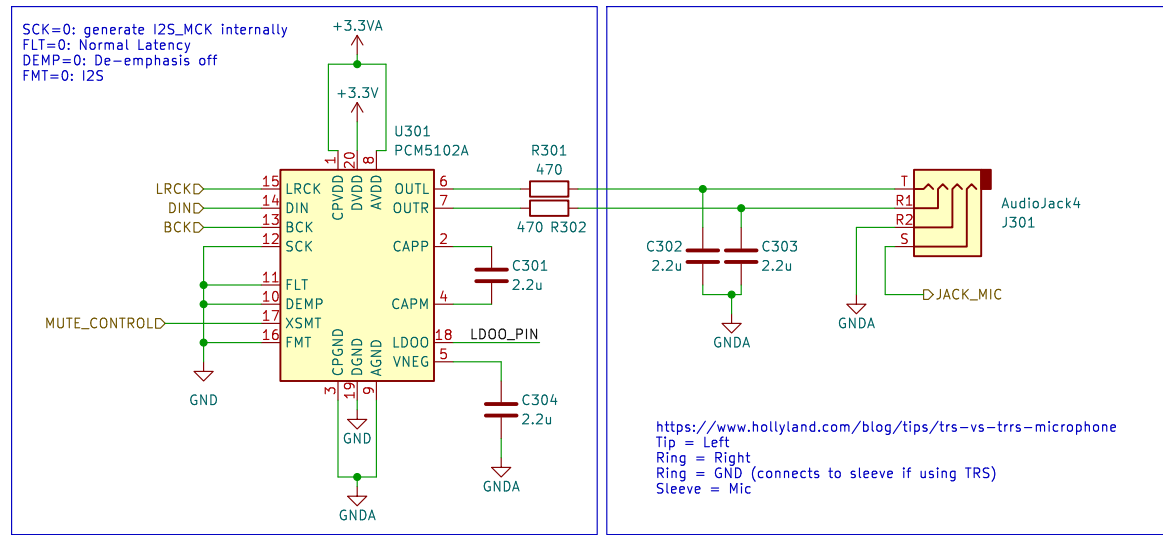 SCK=0: generate I2S_MCK internally
FLT=0: Normal Latency
DEMP=0: De-emphasis off
FMT=0: I2S
+3.3VA
+3.3V
U301
PCM5102A
1
20
8
CPVDD
DVDD
AVDD
LRCK
15
LRCK
OUTL
6
DIN
14
DIN
OUTR
7
BCK
13
BCK
12
SCK
CAPP
2
11
FLT
10
DEMP
CAPM
4
MUTE_CONTROL
17
XSMT
16
FMT
LDOO
18
LDOO_PIN
VNEG
5
CPGND
DGND
AGND
3
19
9
GND
GND
GNDA
C301
2.2u
C304
2.2u
GNDA
R301
470
470 R302
C302
2.2u
C303
2.2u
GNDA
T
R1
R2
S
AudioJack4
J301
JACK_MIC
GNDA
https://www.hollyland.com/blog/tips/trs-vs-trrs-microphone
Tip = Left
Ring = Right
Ring = GND (connects to sleeve if using TRS)
Sleeve = Mic